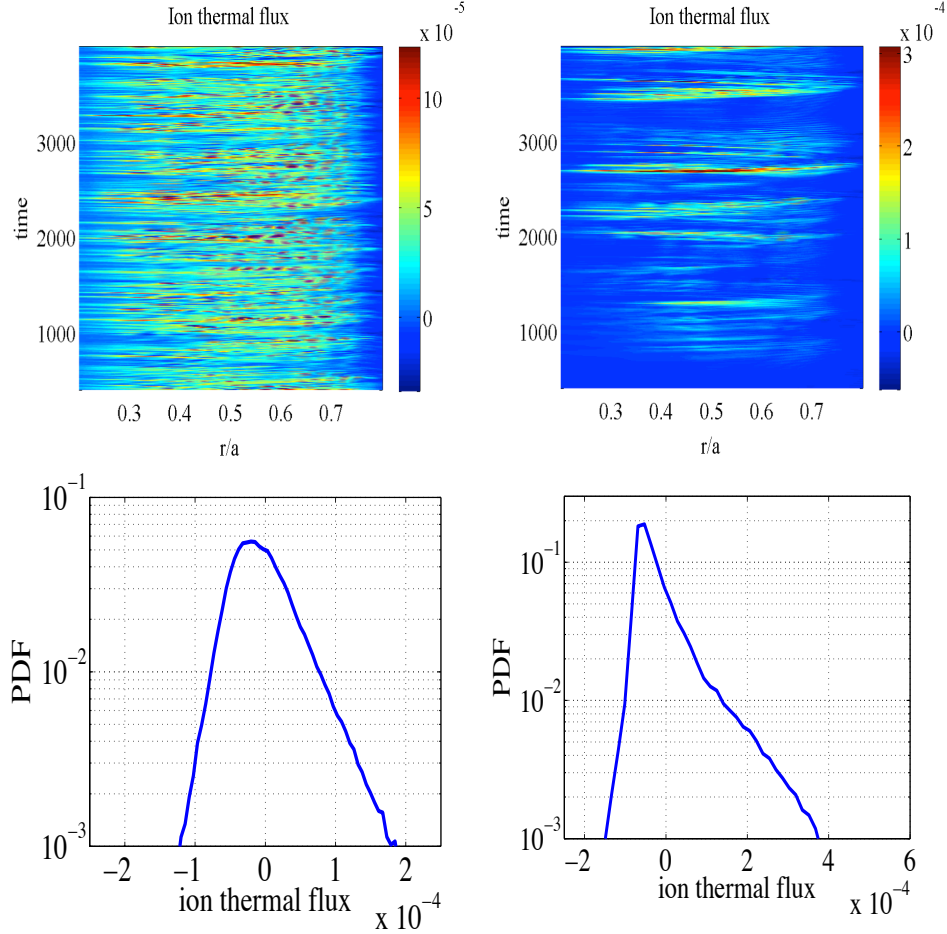 Ion thermal flux
x 10⁻⁵
10
5
0
3000
2000
1000
time
0.3 0.4 0.5 0.6 0.7
r/a
Ion thermal flux
x 10⁻⁴
3
2
1
0
3000
2000
1000
time
0.3 0.4 0.5 0.6 0.7
r/a
10⁻¹
10⁻²
10⁻³
PDF
−2 −1 0 1 2
ion thermal flux
x 10⁻⁴
10⁻¹
10⁻²
10⁻³
PDF
−2 0 2 4 6
ion thermal flux
x 10⁻⁴